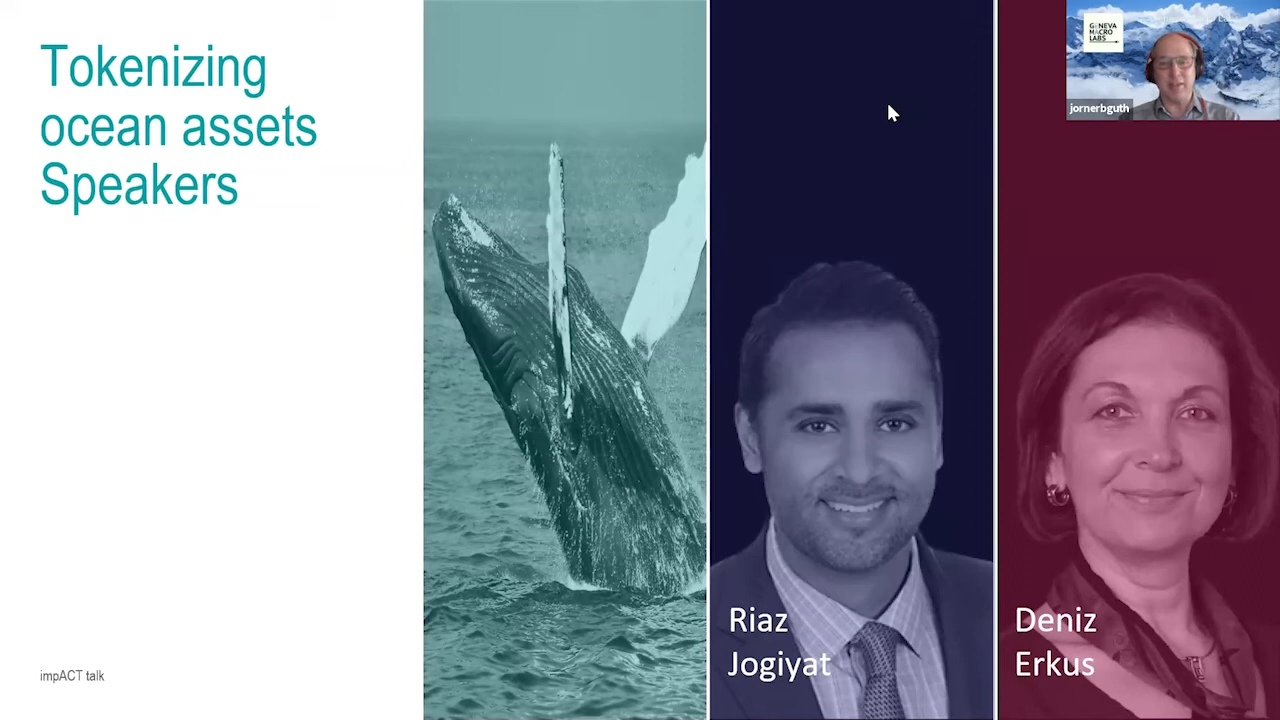 Tokenizing
ocean assets
Speakers
GENEVA
MACRO
LABS
jornerbguth
Riaz
Jogiyat
Deniz
Erkus
impACT talk